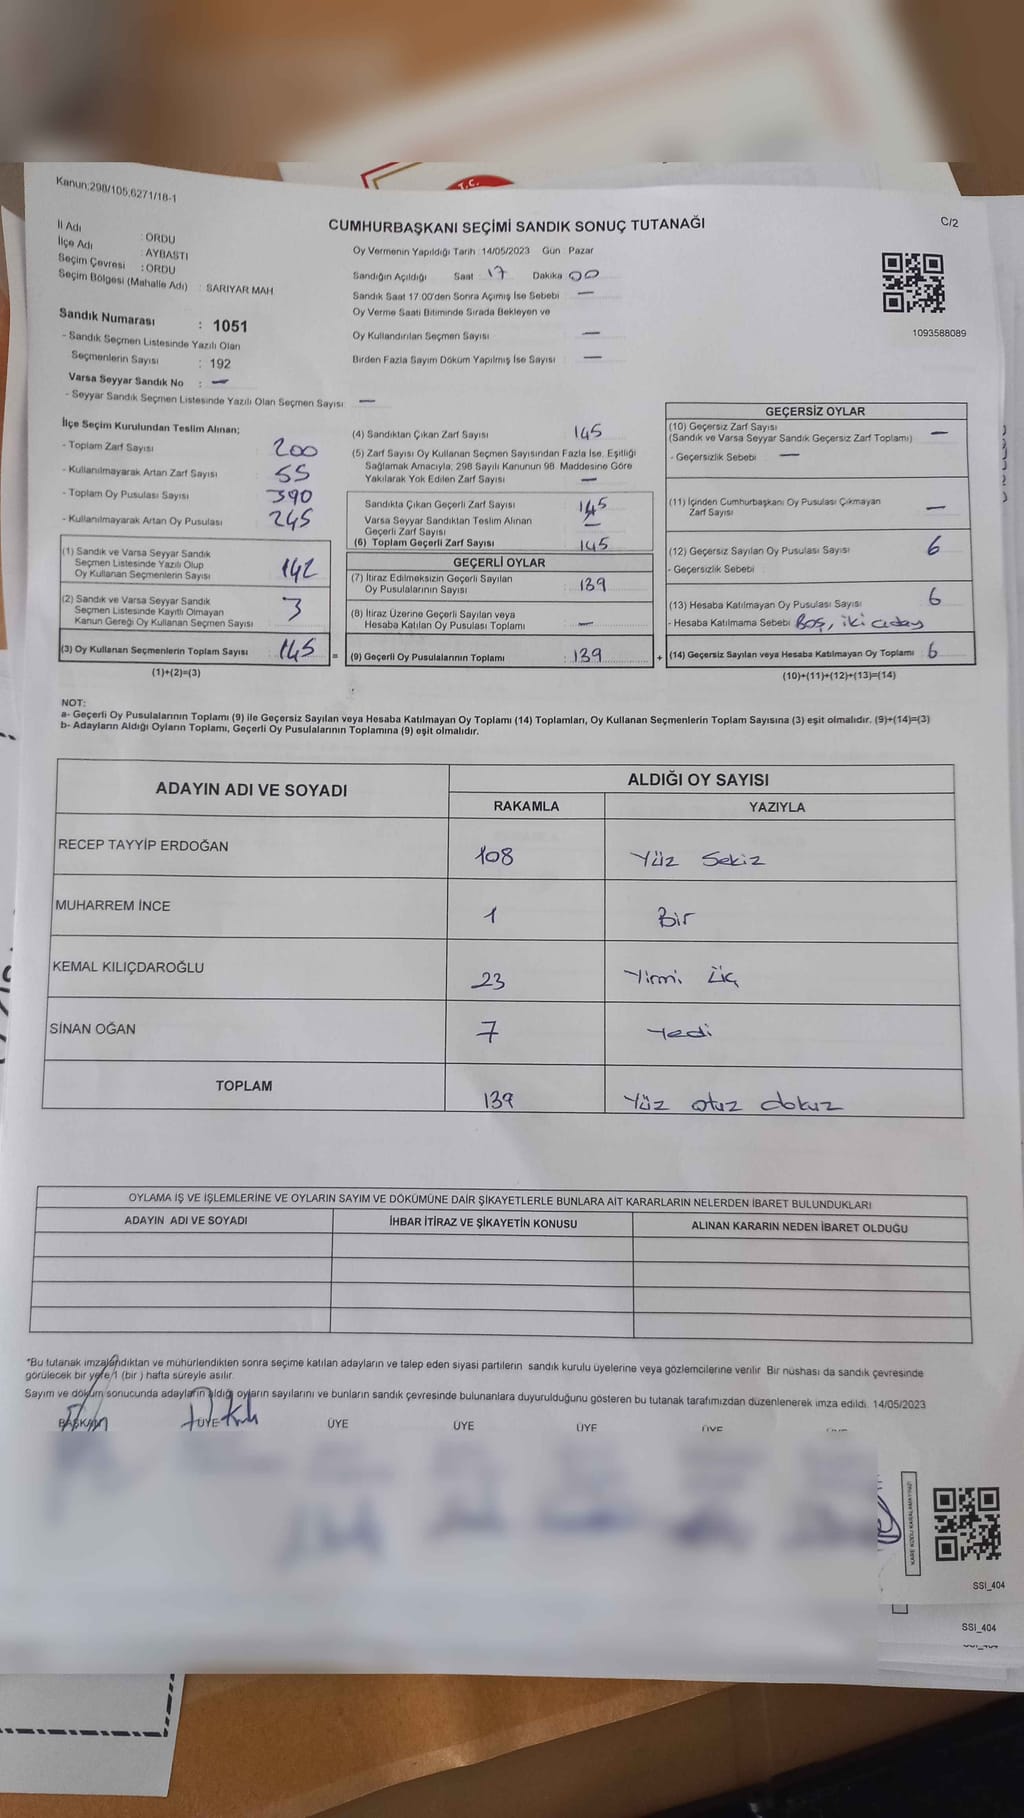 T.C.
Kanun:298/105,6271/18-1
CUMHURBAŞKANI SEÇİMİ SANDIK SONUÇ TUTANAĞI
C/2
İl Adı : ORDU
İlçe Adı : AYBASTI
Seçim Çevresi : ORDU
Seçim Bölgesi (Mahalle Adı) : SARIYAR MAH
Sandık Numarası : 1051
- Sandık Seçmen Listesinde Yazılı Olan
Seçmenlerin Sayısı : 192
Varsa Seyyar Sandık No : —
- Seyyar Sandık Seçmen Listesinde Yazılı Olan Seçmen Sayısı : —
Oy Vermenin Yapıldığı Tarih :14/05/2023 Gün : Pazar
Sandığın Açıldığı Saat : 17 Dakika : 00
Sandık Saat 17:00'den Sonra Açımış İse Sebebi : —
Oy Verme Saati Bitiminde Sırada Bekleyen ve
Oy Kullandırılan Seçmen Sayısı : —
Birden Fazla Sayım Döküm Yapılmış İse Sayısı : —
1093588089
İlçe Seçim Kurulundan Teslim Alınan;
- Toplam Zarf Sayısı : 200
- Kullanılmayarak Artan Zarf Sayısı : 55
- Toplam Oy Pusulası Sayısı : 390
- Kullanılmayarak Artan Oy Pusulası : 245
(1) Sandık ve Varsa Seyyar Sandık
Seçmen Listesinde Yazılı Olup
Oy Kullanan Seçmenlerin Sayısı : 142
(2) Sandık ve Varsa Seyyar Sandık
Seçmen Listesinde Kayıtlı Olmayan
Kanun Gereği Oy Kullanan Seçmen Sayısı : 3
(3) Oy Kullanan Seçmenlerin Toplam Sayısı : 145 =
(1)+(2)=(3)
(4) Sandıktan Çıkan Zarf Sayısı : 145
(5) Zarf Sayısı Oy Kullanan Seçmen Sayısından Fazla İse, Eşitliği
Sağlamak Amacıyla, 298 Sayılı Kanunun 98. Maddesine Göre
Yakılarak Yok Edilen Zarf Sayısı : —
Sandıkta Çıkan Geçerli Zarf Sayısı : 145
Varsa Seyyar Sandıktan Teslim Alınan
Geçerli Zarf Sayısı : —
(6) Toplam Geçerli Zarf Sayısı : 145
GEÇERLİ OYLAR
(7) İtiraz Edilmeksizin Geçerli Sayılan
Oy Pusulalarının Sayısı : 139
(8) İtiraz Üzerine Geçerli Sayılan veya
Hesaba Katılan Oy Pusulası Toplamı : —
(9) Geçerli Oy Pusulalarının Toplamı : 139 +
GEÇERSİZ OYLAR
(10) Geçersiz Zarf Sayısı
(Sandık ve Varsa Seyyar Sandık Geçersiz Zarf Toplamı) : —
- Geçersizlik Sebebi : —
(11) İçinden Cumhurbaşkanı Oy Pusulası Çıkmayan
Zarf Sayısı : —
(12) Geçersiz Sayılan Oy Pusulası Sayısı : 6
- Geçersizlik Sebebi :
(13) Hesaba Katılmayan Oy Pusulası Sayısı : 6
- Hesaba Katılmama Sebebi : Boş, iki aday
(14) Geçersiz Sayılan veya Hesaba Katılmayan Oy Toplamı : 6
(10)+(11)+(12)+(13)=(14)
NOT:
a- Geçerli Oy Pusulalarının Toplamı (9) ile Geçersiz Sayılan veya Hesaba Katılmayan Oy Toplamı (14) Toplamları, Oy Kullanan Seçmenlerin Toplam Sayısına (3) eşit olmalıdır. (9)+(14)=(3)
b- Adayların Aldığı Oyların Toplamı, Geçerli Oy Pusulalarının Toplamına (9) eşit olmalıdır.
ADAYIN ADI VE SOYADI
ALDIĞI OY SAYISI
RAKAMLA YAZIYLA
RECEP TAYYİP ERDOĞAN 108 Yüz Sekiz
MUHARREM İNCE 1 Bir
KEMAL KILIÇDAROĞLU 23 Yirmi Üç
SİNAN OĞAN 7 Yedi
TOPLAM 139 Yüz otuz dokuz
OYLAMA İŞ VE İŞLEMLERİNE VE OYLARIN SAYIM VE DÖKÜMÜNE DAİR ŞİKAYETLERLE BUNLARA AİT KARARLARIN NELERDEN İBARET BULUNDUKLARI
ADAYIN ADI VE SOYADI İHBAR İTİRAZ VE ŞİKAYETİN KONUSU ALINAN KARARIN NEDEN İBARET OLDUĞU
*Bu tutanak imzalandıktan ve mühürlendikten sonra seçime katılan adayların ve talep eden siyasi partilerin sandık kurulu üyelerine veya gözlemcilerine verilir. Bir nüshası da sandık çevresinde
görülecek bir yere 1 (bir ) hafta süreyle asılır.
Sayım ve döküm sonucunda adayların aldığı oyların sayılarını ve bunların sandık çevresinde bulunanlara duyurulduğunu gösteren bu tutanak tarafımızdan düzenlenerek imza edildi. 14/05/2023
BAŞKAN ÜYE ÜYE ÜYE ÜYE ÜYE
SSI_404
SSI_404